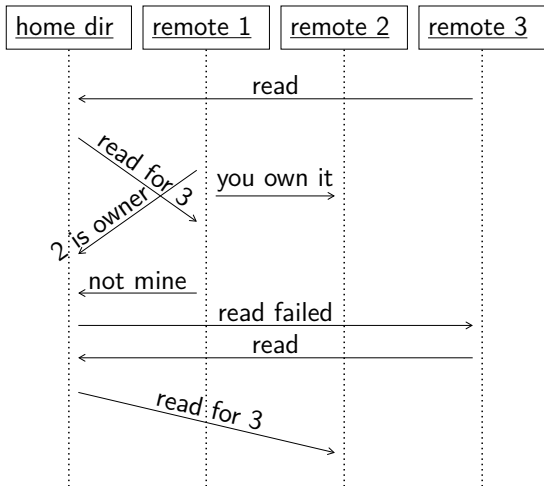 home dir
remote 1
remote 2
remote 3
read
read for 3
you own it
2 is owner
not mine
read failed
read
read for 3